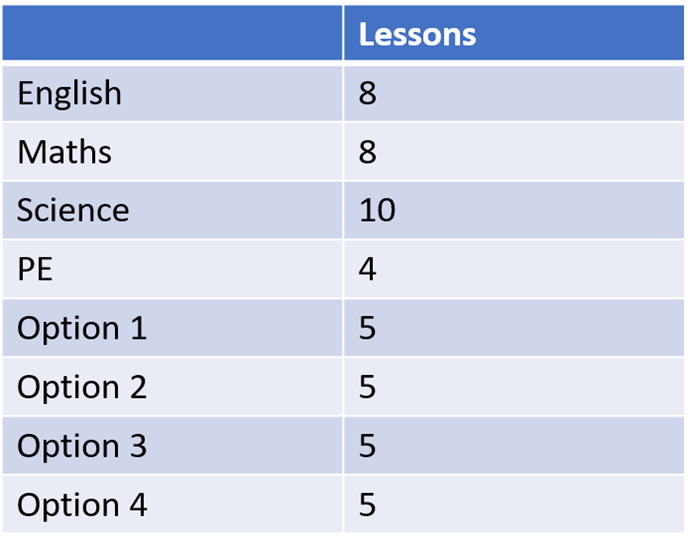 Lessons
English 8
Maths 8
Science 10
PE 4
Option 1 5
Option 2 5
Option 3 5
Option 4 5